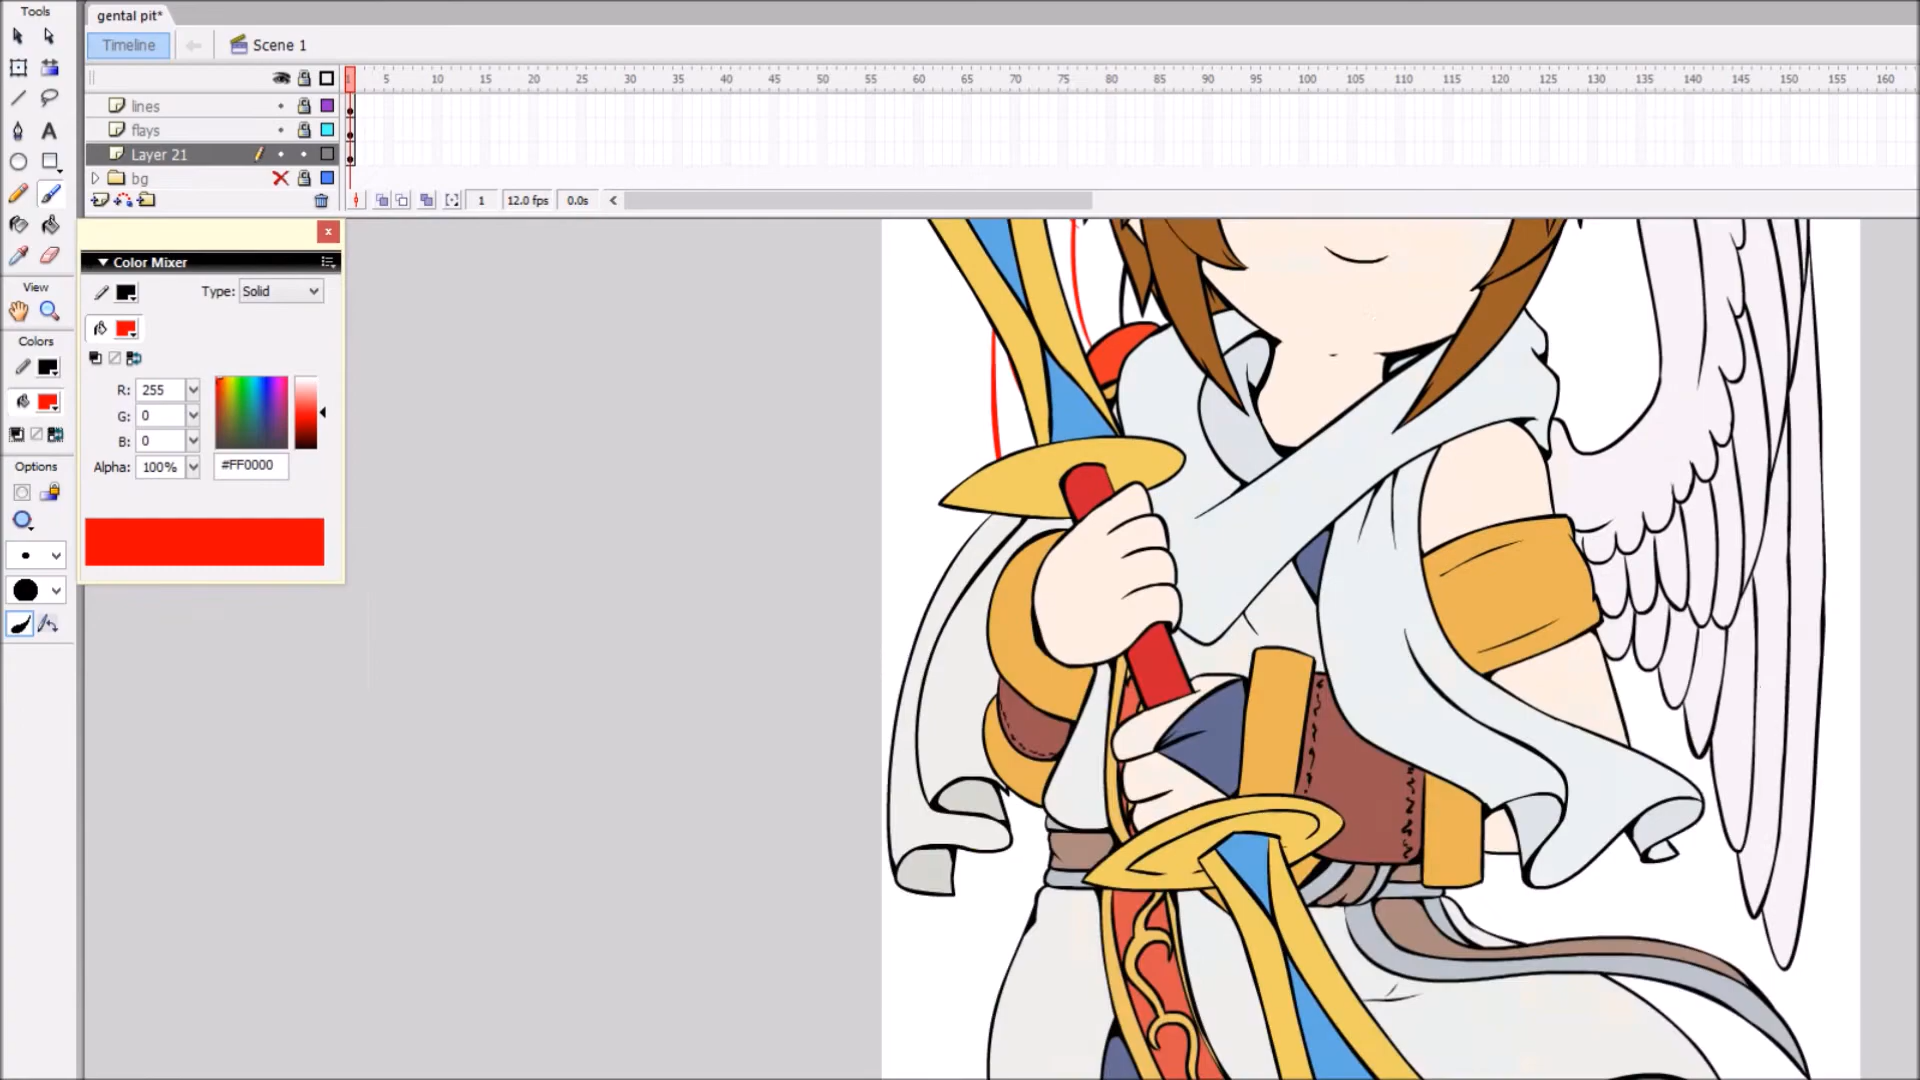 Tools
gental pit*
Timeline
Scene 1
1 5 10 15 20 25 30 35 40 45 50 55 60 65 70 75 80 85 90 95 100 105 110 115 120 125 130 135 140 145 150 155 160
lines
flays
Layer 21
bg
1 12.0 fps 0.0s
Color Mixer
Type: Solid
R: 255
G: 0
B: 0
Alpha: 100% #FF0000
View
Colors
Options
A